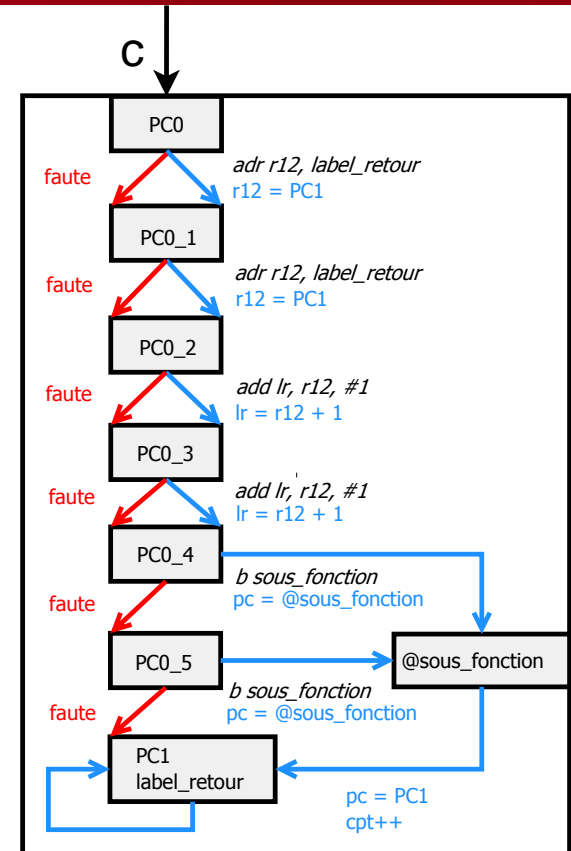 C
PC0
faute
adr r12, label_retour
r12 = PC1
PC0_1
faute
adr r12, label_retour
r12 = PC1
PC0_2
faute
add lr, r12, #1
lr = r12 + 1
PC0_3
faute
add lr, r12, #1
lr = r12 + 1
PC0_4
b sous_fonction
pc = @sous_fonction
faute
PC0_5
@sous_fonction
b sous_fonction
pc = @sous_fonction
faute
PC1
label_retour
pc = PC1
cpt++